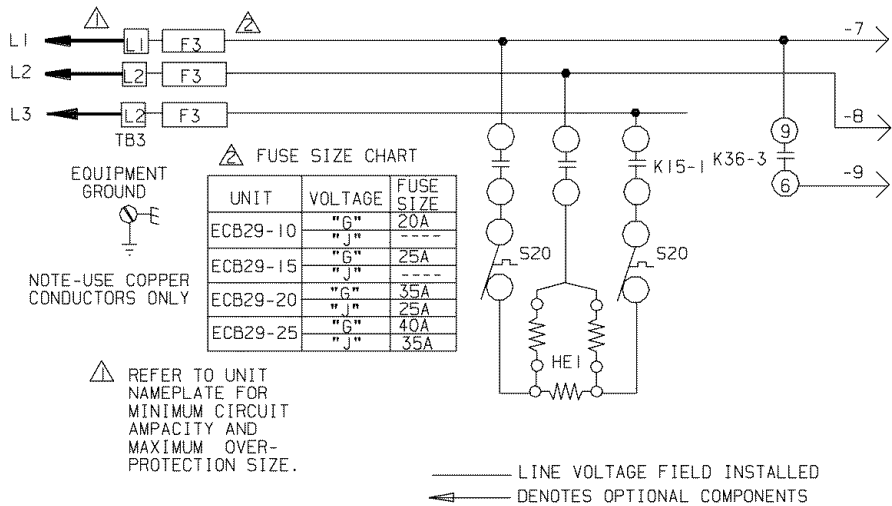 L1 L1 F3 -7
L2 L2 F3
L3 L2 F3 -8
TB3
EQUIPMENT
GROUND
NOTE-USE COPPER
CONDUCTORS ONLY
1
2
2 FUSE SIZE CHART
UNIT VOLTAGE FUSE SIZE
ECB29-10 "G" 20A
"J" ----
ECB29-15 "G" 25A
"J" ----
ECB29-20 "G" 35A
"J" 25A
ECB29-25 "G" 40A
"J" 35A
K15-1
9
K36-3
6
-9
S20
S20
HE1
1 REFER TO UNIT
NAMEPLATE FOR
MINIMUM CIRCUIT
AMPACITY AND
MAXIMUM OVER-
PROTECTION SIZE.
LINE VOLTAGE FIELD INSTALLED
DENOTES OPTIONAL COMPONENTS